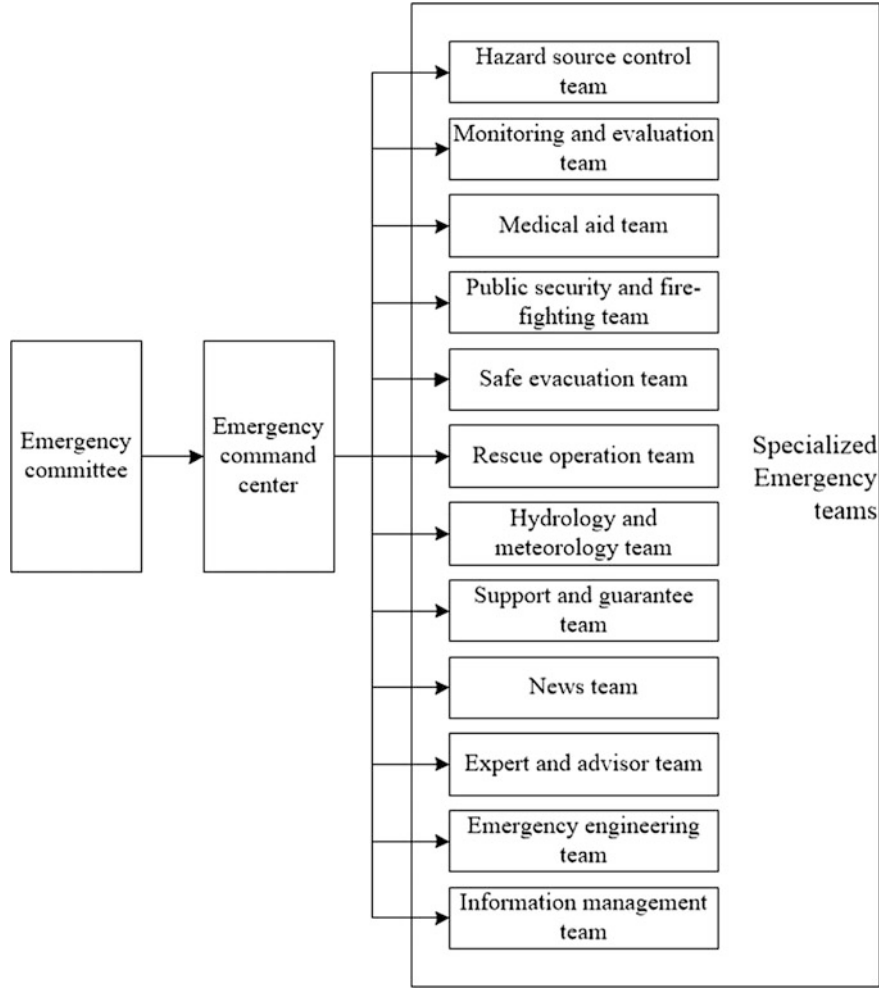 Emergency
committee
Emergency
command
center
Hazard source control
team
Monitoring and evaluation
team
Medical aid team
Public security and fire-
fighting team
Safe evacuation team
Rescue operation team
Hydrology and
meteorology team
Support and guarantee
team
News team
Expert and advisor team
Emergency engineering
team
Information management
team
Specialized
Emergency
teams